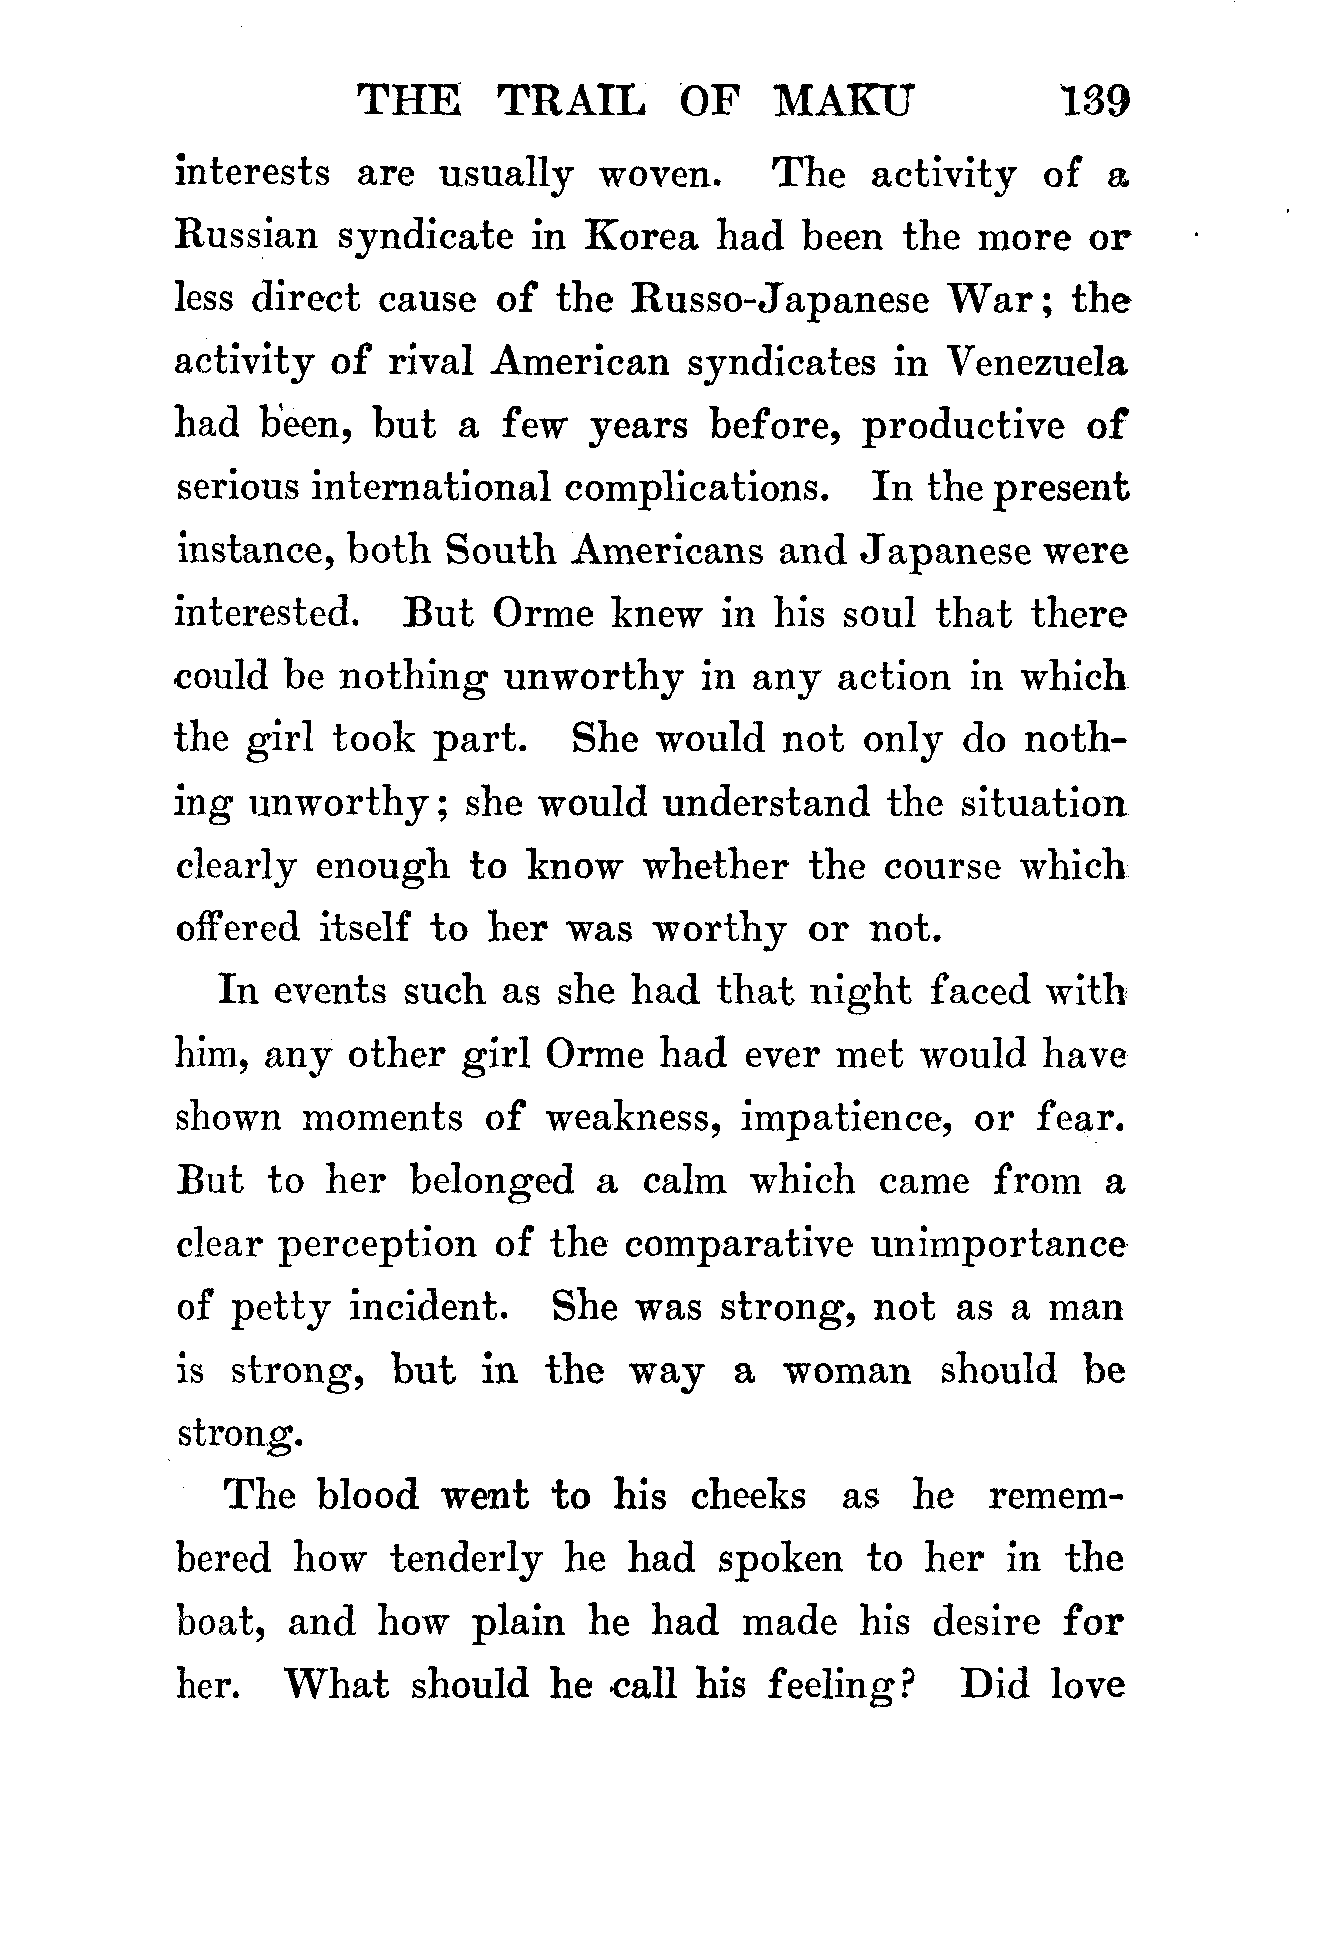 THE TRAIL OF MAKU 139
interests are usually woven. The activity of a
Russian syndicate in Korea had been the more or
less direct cause of the Russo-Japanese War; the
activity of rival American syndicates in Venezuela
had been, but a few years before, productive of
serious international complications. In the present
instance, both South Americans and Japanese were
interested. But Orme knew in his soul that there
could be nothing unworthy in any action in which
the girl took part. She would not only do noth-
ing unworthy; she would understand the situation
clearly enough to know whether the course which
offered itself to her was worthy or not.
In events such as she had that night faced with
him, any other girl Orme had ever met would have
shown moments of weakness, impatience, or fear.
But to her belonged a calm which came from a
clear perception of the comparative unimportance
of petty incident. She was strong, not as a man
is strong, but in the way a woman should be
strong.
The blood went to his cheeks as he remem-
bered how tenderly he had spoken to her in the
boat, and how plain he had made his desire for
her. What should he call his feeling? Did love